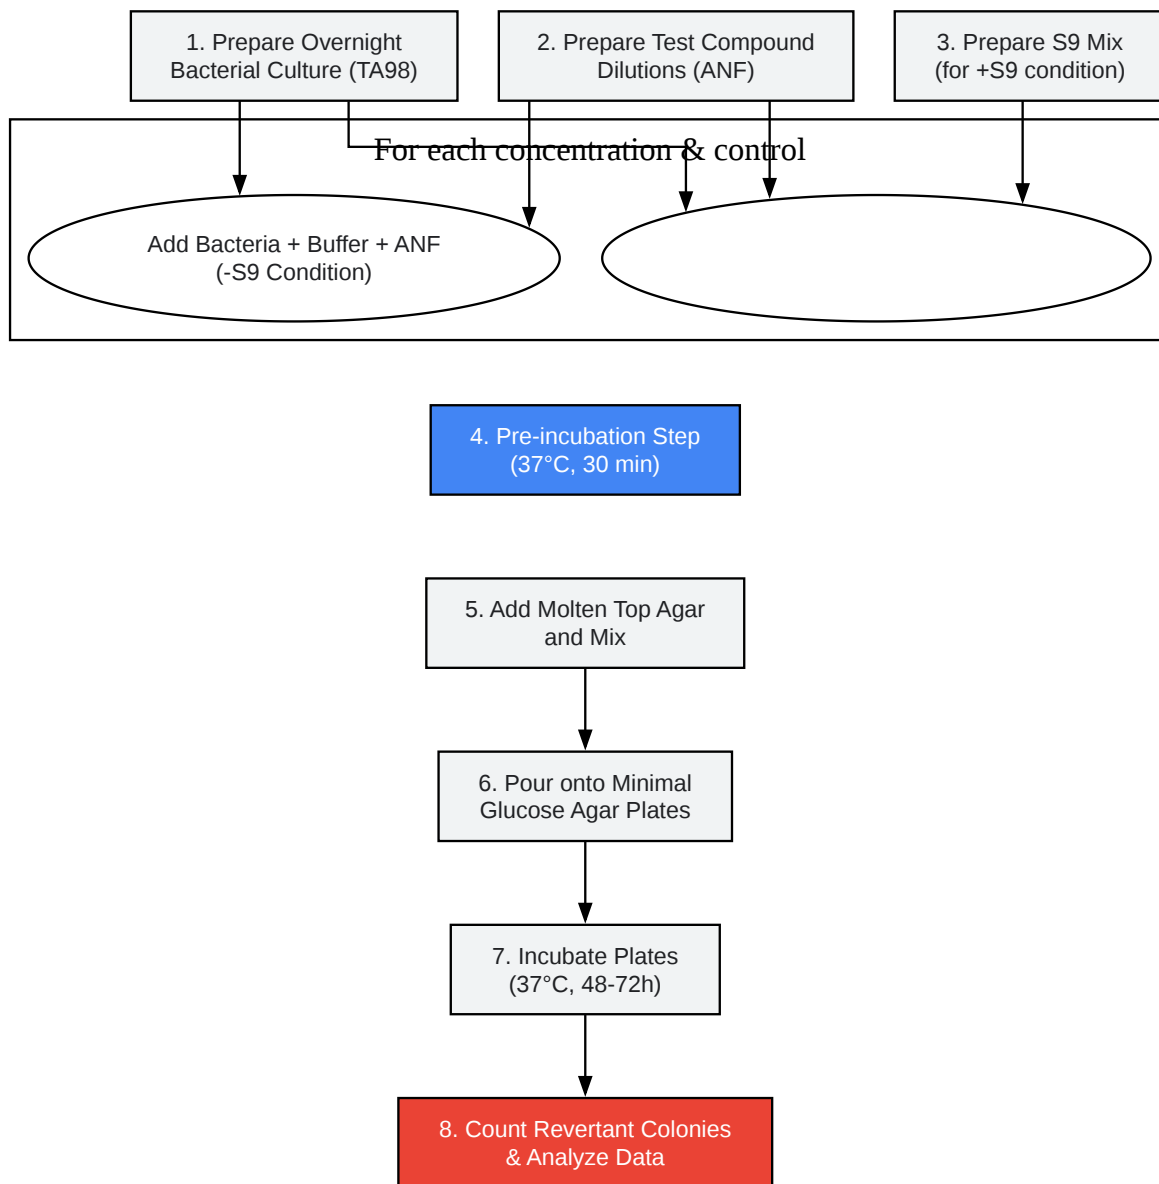 1. Prepare Overnight
Bacterial Culture (TA98)
2. Prepare Test Compound
Dilutions (ANF)
3. Prepare S9 Mix
(for +S9 condition)
For each concentration & control
Add Bacteria + Buffer + ANF
(-S9 Condition)
4. Pre-incubation Step
(37°C, 30 min)
5. Add Molten Top Agar
and Mix
6. Pour onto Minimal
Glucose Agar Plates
7. Incubate Plates
(37°C, 48-72h)
8. Count Revertant Colonies
& Analyze Data